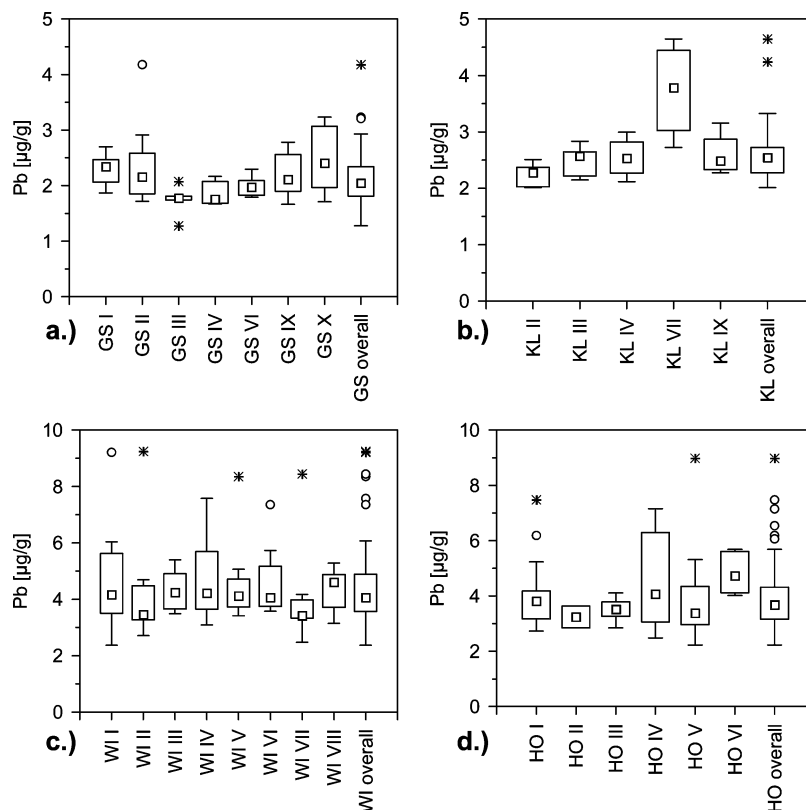 5
4
3
2
1
0
Pb [µg/g]
a.)
GS I
GS II
GS III
GS IV
GS VI
GS IX
GS X
GS overall
5
4
3
2
1
0
Pb [µg/g]
b.)
KL II
KL III
KL IV
KL VII
KL IX
KL overall
10
8
6
4
2
0
Pb [µg/g]
c.)
WI I
WI II
WI III
WI IV
WI V
WI VI
WI VII
WI VIII
WI overall
10
8
6
4
2
0
Pb [µg/g]
d.)
HO I
HO II
HO III
HO IV
HO V
HO VI
HO overall